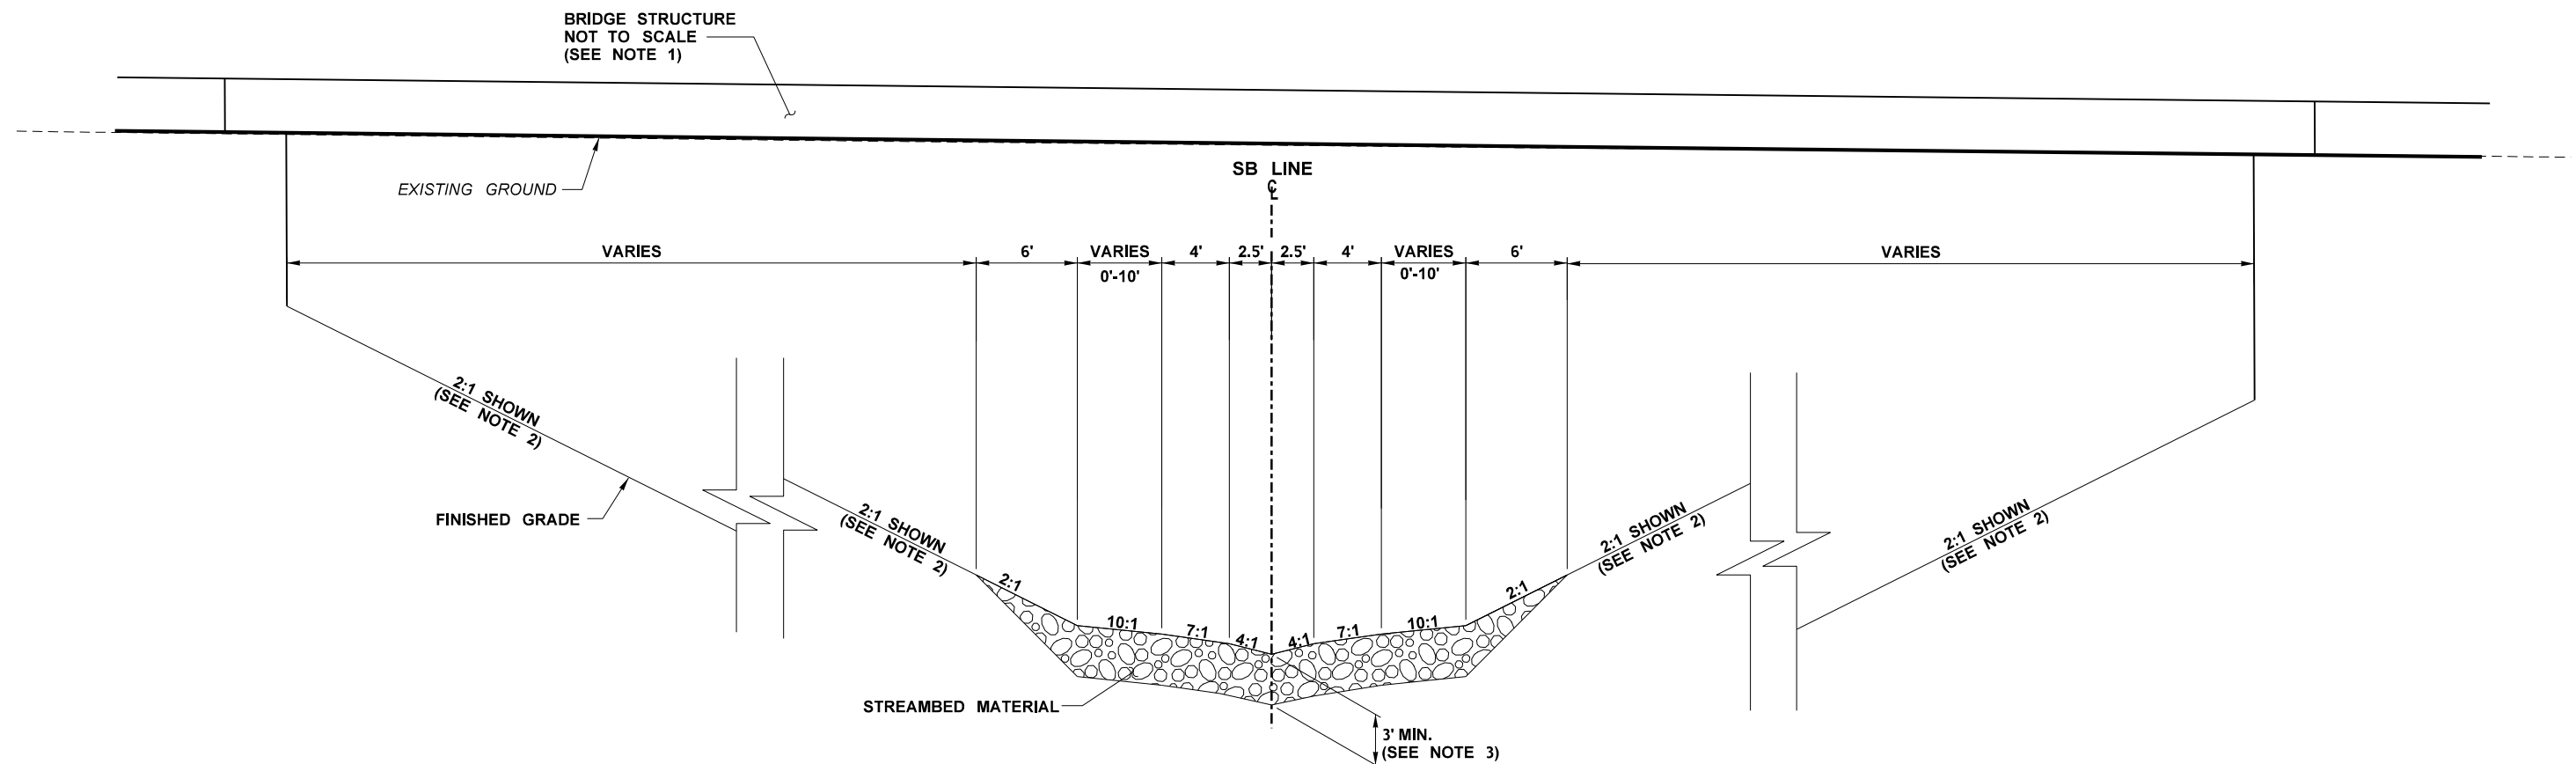 BRIDGE STRUCTURE
NOT TO SCALE
(SEE NOTE 1)
EXISTING GROUND
SB LINE
CL
VARIES
6'
VARIES
0'-10'
4'
2.5'
2.5'
4'
VARIES
0'-10'
6'
VARIES
2:1 SHOWN
(SEE NOTE 2)
FINISHED GRADE
2:1 SHOWN
(SEE NOTE 2)
2:1
10:1
7:1
4:1
4:1
7:1
10:1
2:1
2:1 SHOWN
(SEE NOTE 2)
2:1 SHOWN
(SEE NOTE 2)
STREAMBED MATERIAL
3' MIN.
(SEE NOTE 3)